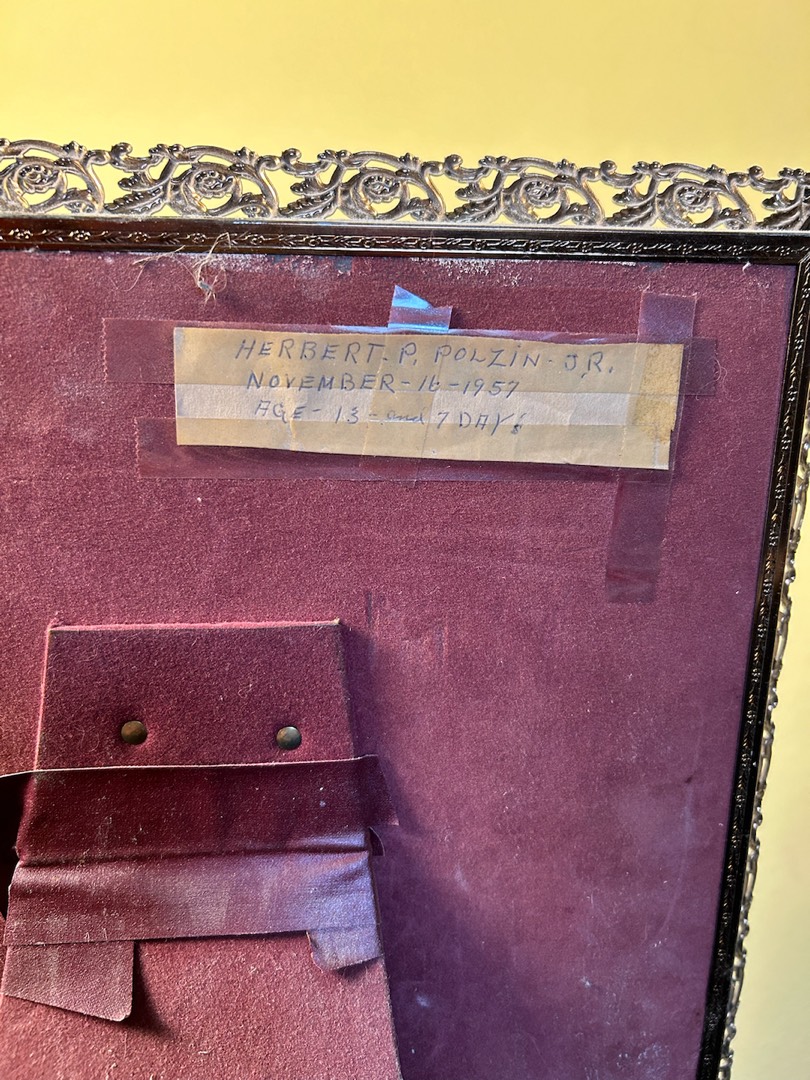 HERBERT. P. POLZIN - JR.
NOVEMBER - 16 - 1957
AGE - 13 - and 7 DAYS